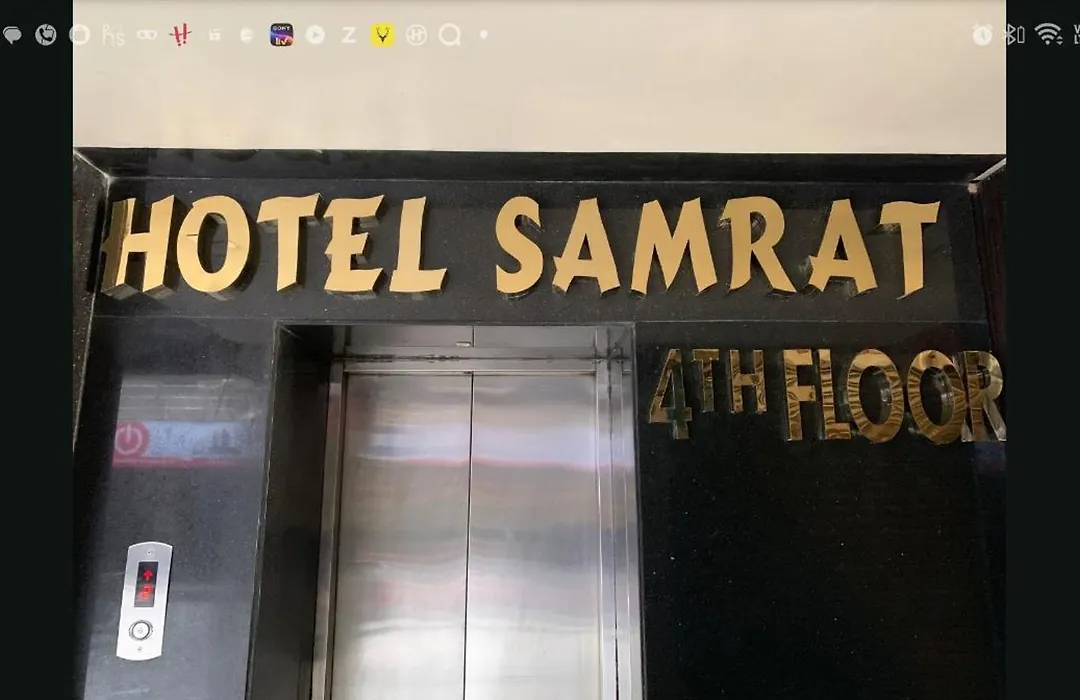 HOTEL SAMRAT
4TH FLOOR